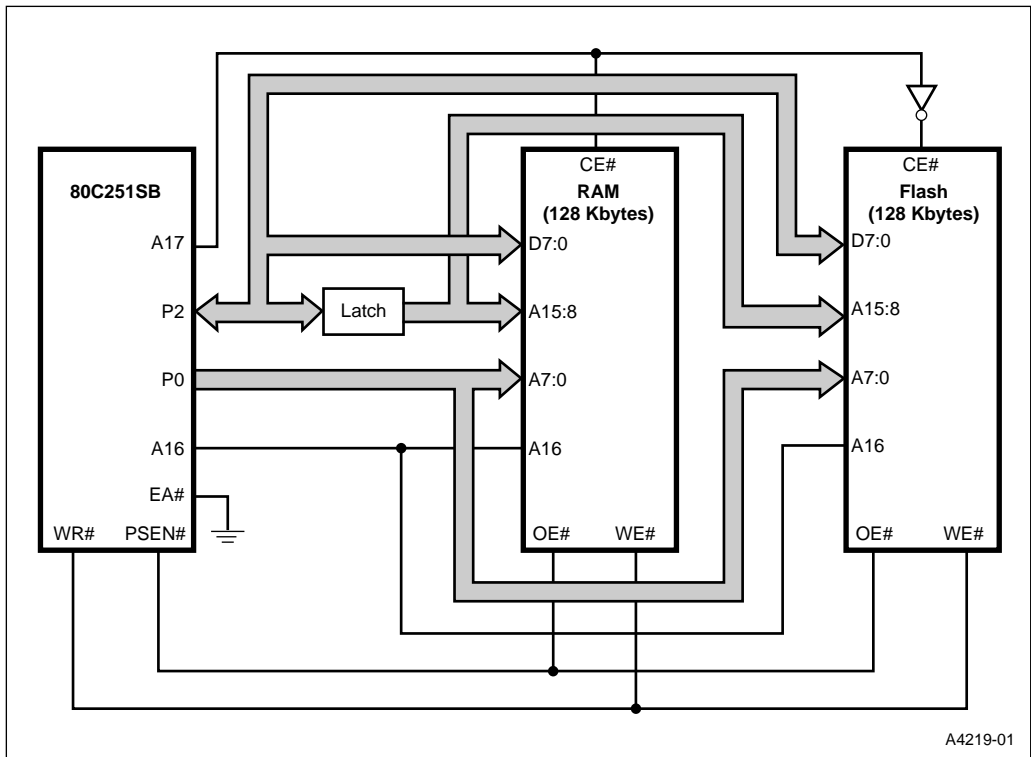 80C251SB
A17
P2
P0
A16
EA#
WR#
PSEN#
Latch
CE#
RAM
(128 Kbytes)
D7:0
A15:8
A7:0
A16
OE#
WE#
CE#
Flash
(128 Kbytes)
D7:0
A15:8
A7:0
A16
OE#
WE#
A4219-01